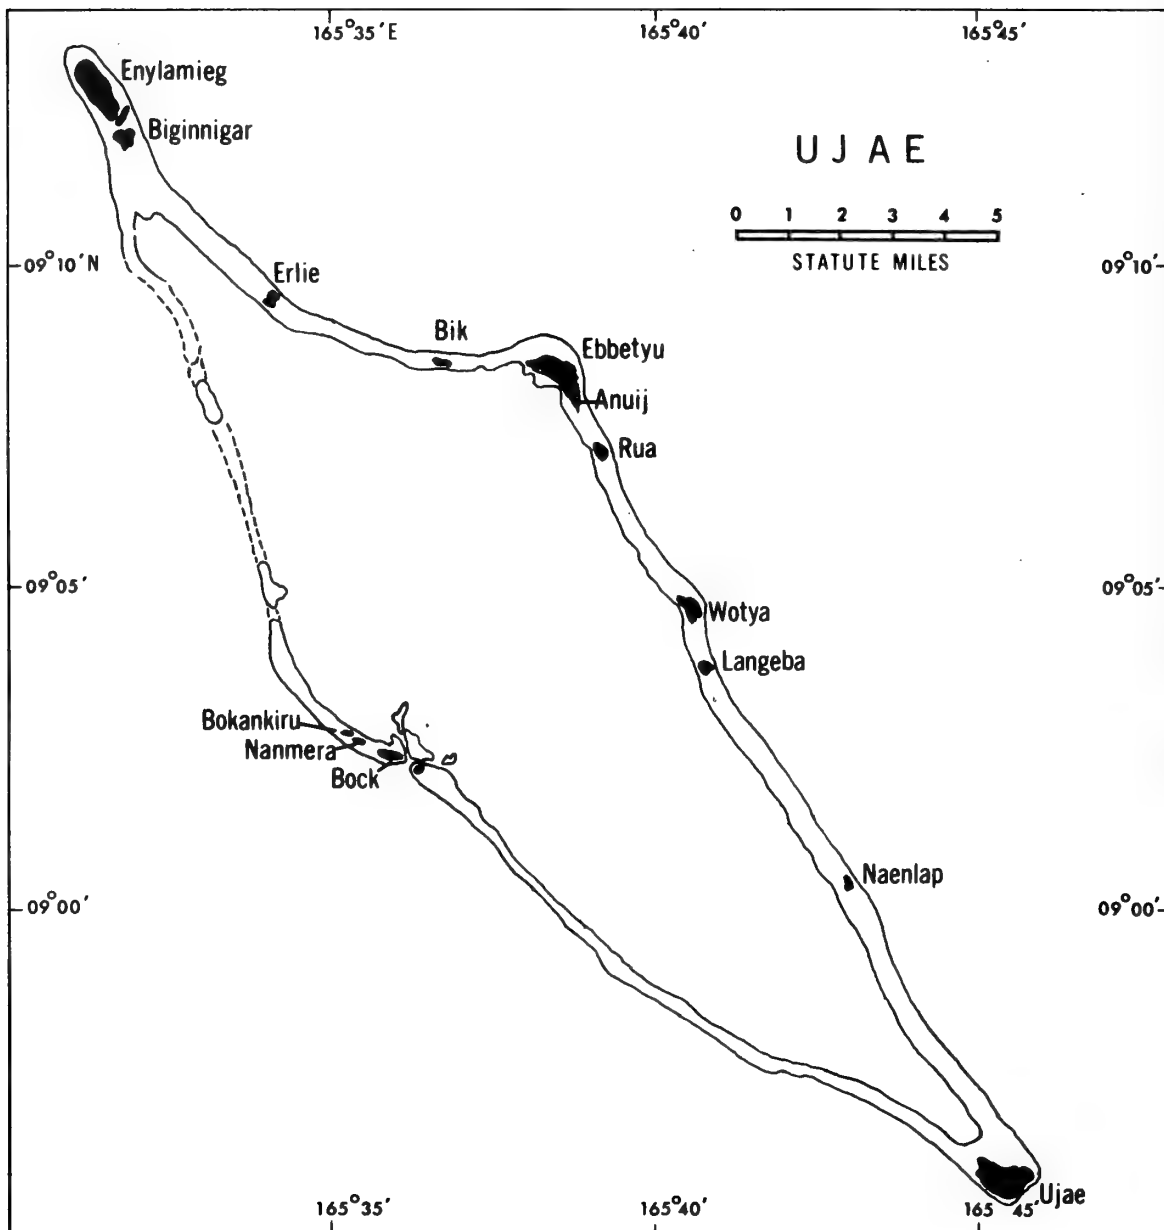 165°35′E 165°40′ 165°45′
Enylamieg
Biginnigar
UJAE
0 1 2 3 4 5
STATUTE MILES
09°10′N 09°10′-
Erlie
Bik
Ebbetyu
Anuij
Rua
09°05′ 09°05′
Wotya
Langeba
Bokankiru
Nanmera
Bock
Naenlap
09°00′ 09°00′
165°35′ 165°40′ 165°45′
Ujae